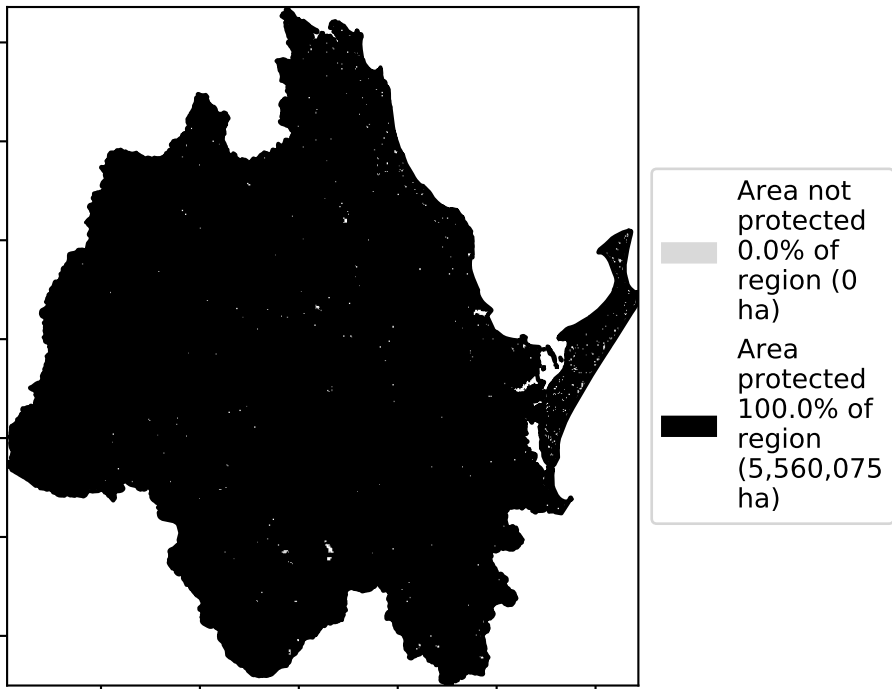 Area not
protected
0.0% of
region (0
ha)
Area
protected
100.0% of
region
(5,560,075
ha)